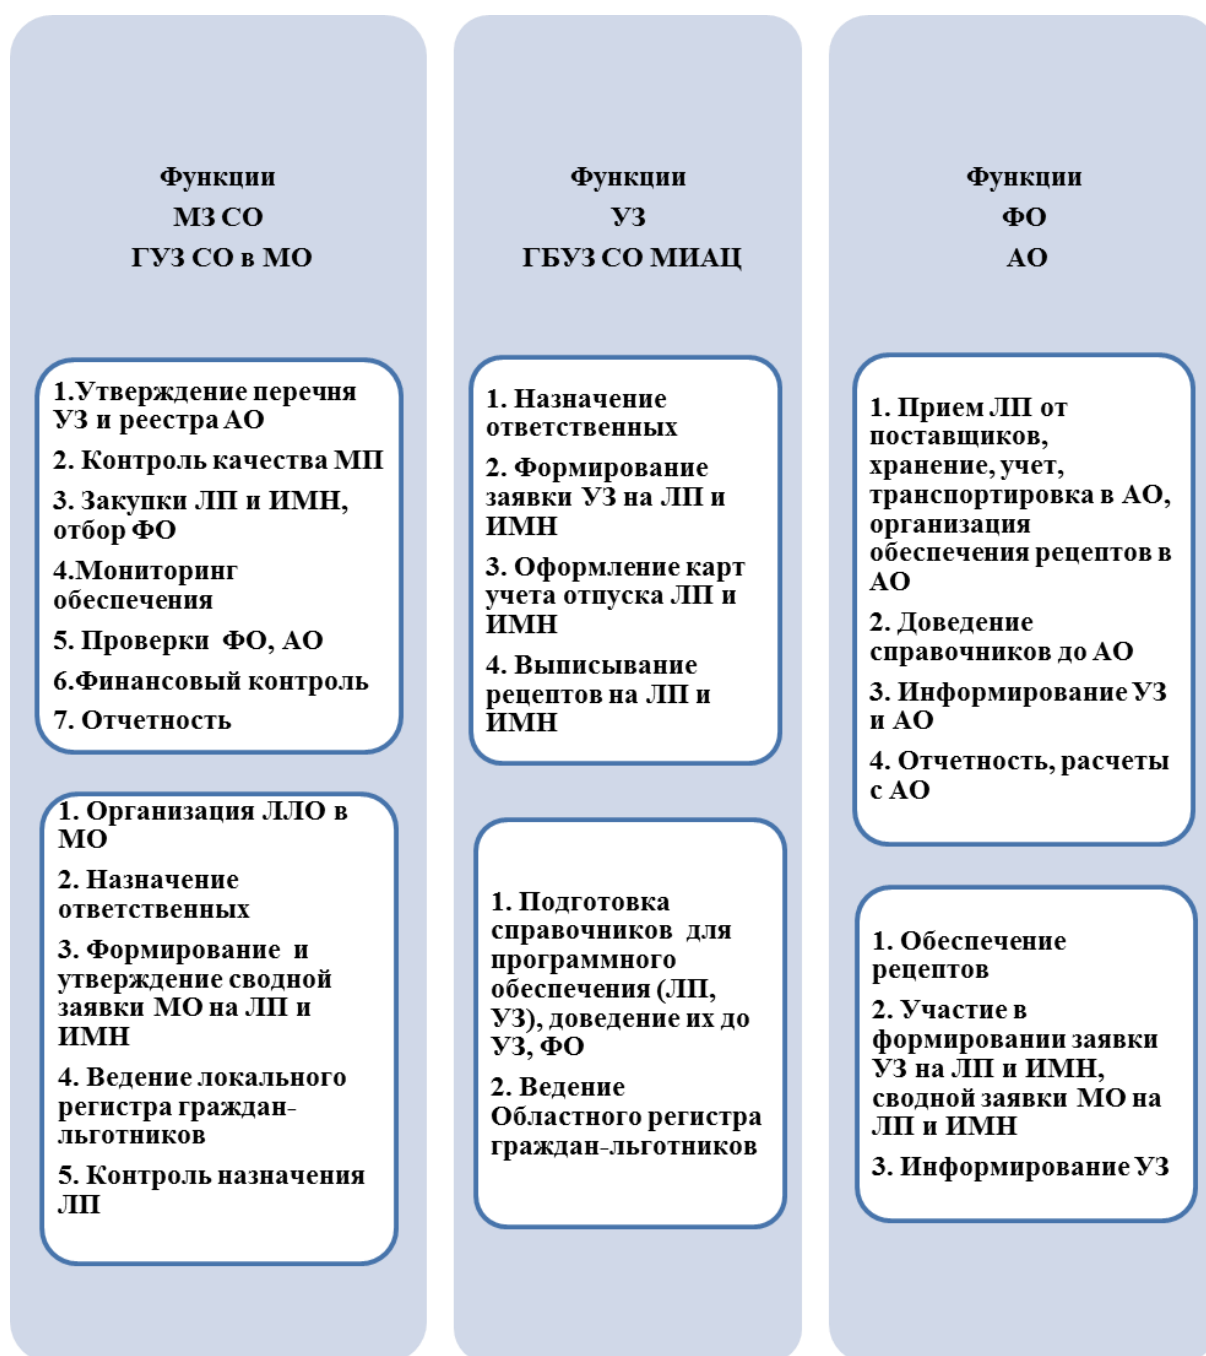 Функции
МЗ СО
ГУЗ СО в МО
1.Утверждение перечня
УЗ и реестра АО
2. Контроль качества МП
3. Закупки ЛП и ИМН,
отбор ФО
4.Мониторинг
обеспечения
5. Проверки ФО, АО
6.Финансовый контроль
7. Отчетность
1. Организация ЛЛО в
МО
2. Назначение
ответственных
3. Формирование и
утверждение сводной
заявки МО на ЛП и
ИМН
4. Ведение локального
регистра граждан-
льготников
5. Контроль назначения
ЛП
Функции
УЗ
ГБУЗ СО МИАЦ
1. Назначение
ответственных
2. Формирование
заявки УЗ на ЛП и
ИМН
3. Оформление карт
учета отпуска ЛП и
ИМН
4. Выписывание
рецептов на ЛП и
ИМН
1. Подготовка
справочников для
программного
обеспечения (ЛП,
УЗ), доведение их до
УЗ, ФО
2. Ведение
Областного регистра
граждан-льготников
Функции
ФО
АО
1. Прием ЛП от
поставщиков,
хранение, учет,
транспортировка в АО,
организация
обеспечения рецептов в
АО
2. Доведение
справочников до АО
3. Информирование УЗ
и АО
4. Отчетность, расчеты
с АО
1. Обеспечение
рецептов
2. Участие в
формировании заявки
УЗ на ЛП и ИМН,
сводной заявки МО на
ЛП и ИМН
3. Информирование УЗ